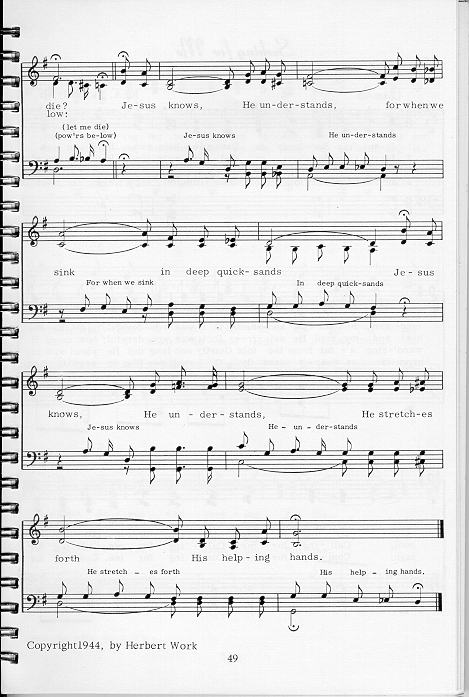 die? Je-sus knows, He un-der-stands, for when we
low:
(let me die)
(pow'rs be-low) Je-sus knows He un-der-stands
sink in deep quick-sands Je-sus
For when we sink In deep quick-sands
knows, He un-der-stands, He stretch-es
Je-sus knows He-un-der-stands
forth His help-ing hands.
He stretch-es forth His help-ing hands.
Copyright1944, by Herbert Work
49